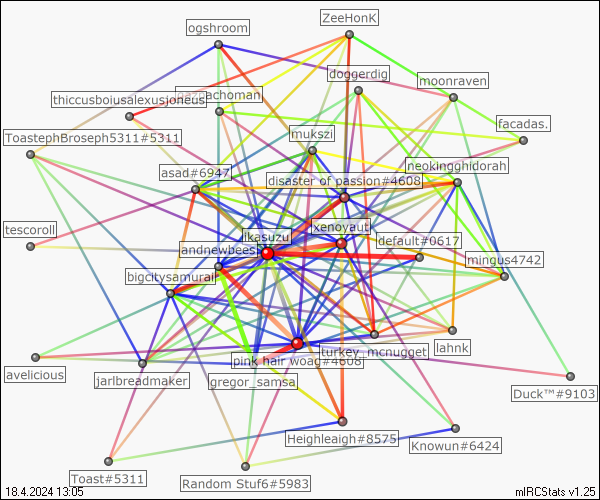 ZeeHonK
ogshroom
doggerdig
moonraven
thiccusboiusalexusjoneus
facadas.
ToastephBroseph5311#5311
mukszi
neckingghidorah
asad#6947
disaster of passion#4608
tescoroll
xenoyaut
ikasuzu
default#0617
andnewbees
mingus4742
bigcitysamurai
lahnk
turkey_mcnugget
pink hair woag#4608
avelicious
jarlbreadmaker
gregor_samsa
Duck™#9103
Heighleaigh#8575
Knowun#6424
Toast#5311
Random Stuf6#5983
18.4.2024 13:05
mIRCStats v1.25